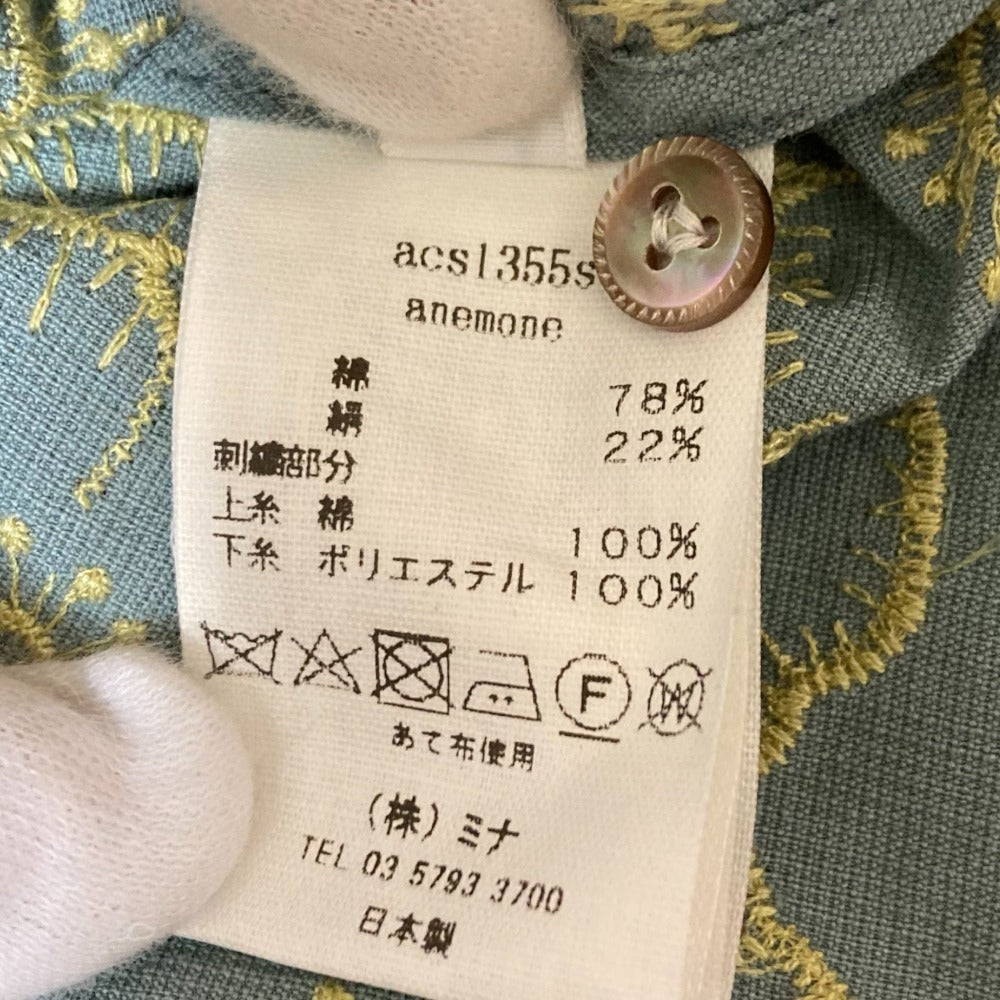 acs1355s
anemone
綿 78%
絹 22%
刺繍部分
上糸 綿 100%
下糸 ポリエステル 100%
F W
あて布使用
(株)ミナ
TEL 03 5793 3700
日本製